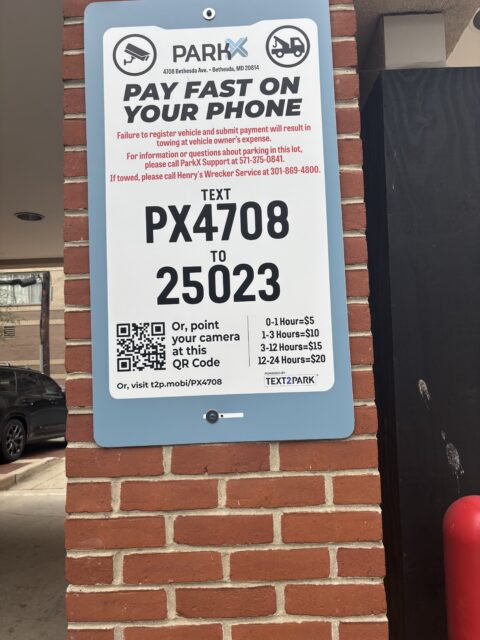 PARKX
4708 Bethesda Ave. • Bethesda, MD 20814
PAY FAST ON
YOUR PHONE
Failure to register vehicle and submit payment will result in
towing at vehicle owner's expense.
For information or questions about parking in this lot,
please call ParkX Support at 571-375-0841.
If towed, please call Henry's Wrecker Service at 301-869-4800.
TEXT
PX4708
TO
25023
Or, point
your camera
at this
QR Code
Or, visit t2p.mobi/PX4708
0-1 Hour=$5
1-3 Hours=$10
3-12 Hours=$15
12-24 Hours=$20
POWERED BY
TEXT2PARK